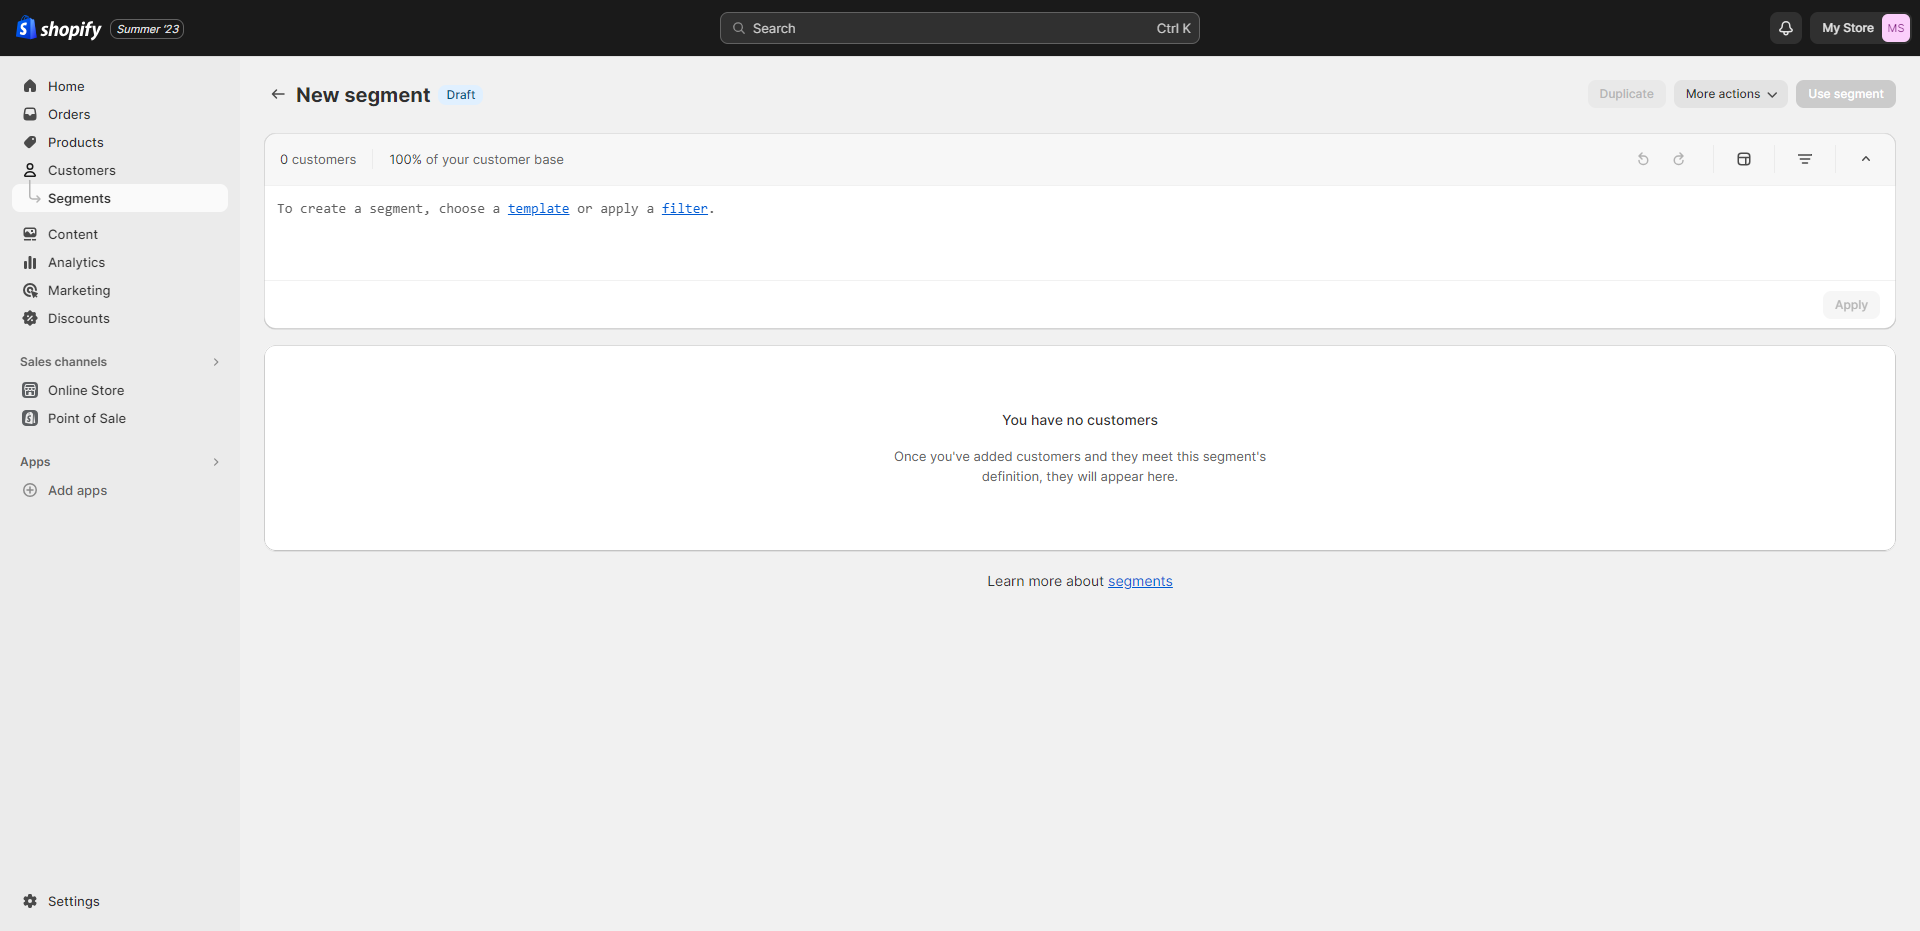 shopify Summer '23
Search Ctrl K
My Store MS
Home
Orders
Products
Customers
Segments
Content
Analytics
Marketing
Discounts
Sales channels
Online Store
Point of Sale
Apps
Add apps
Settings
New segment Draft
Duplicate More actions Use segment
0 customers 100% of your customer base
To create a segment, choose a template or apply a filter.
Apply
You have no customers
Once you've added customers and they meet this segment's
definition, they will appear here.
Learn more about segments